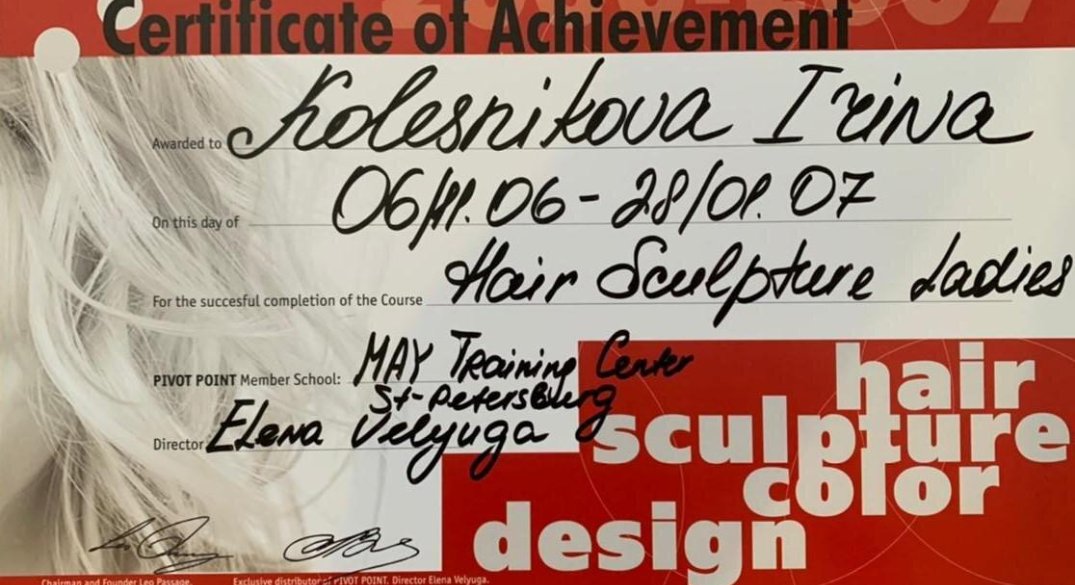 Certificate of Achievement
Awarded to Kolesnikova Irina
On this day of 06/11.06-28/01.07
For the succesful completion of the Course Hair Sculpture Ladies
PIVOT POINT Member School: MAY Training Center
St-Petersburg
Director Elena Velyuga
hair
sculpture
color
design
Chairman and Founder Leo Passage. Exclusive distributor of PIVOT POINT. Director Elena Velyuga.